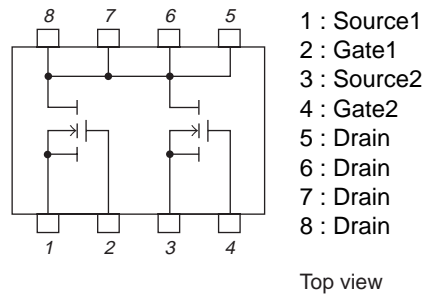 8 7 6 5
1 2 3 4
1 : Source1
2 : Gate1
3 : Source2
4 : Gate2
5 : Drain
6 : Drain
7 : Drain
8 : Drain
Top view